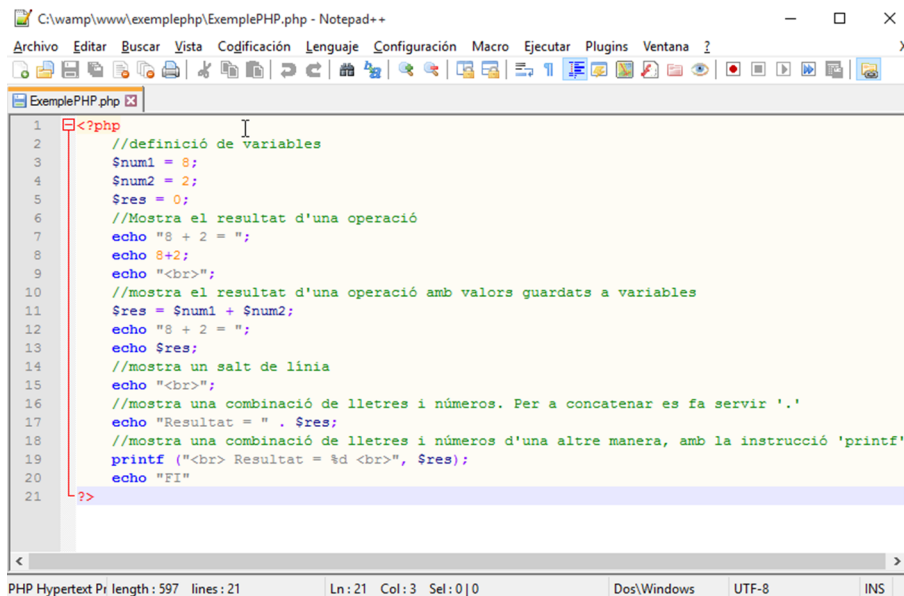 C:\wamp\www\exemplephp\ExemplePHP.php - Notepad++
Archivo Editar Buscar Vista Codificación Lenguaje Configuración Macro Ejecutar Plugins Ventana ? X
ExemplePHP.php
1 <?php
2 //definició de variables
3 $num1 = 8;
4 $num2 = 2;
5 $res = 0;
6 //Mostra el resultat d'una operació
7 echo "8 + 2 = ";
8 echo 8+2;
9 echo "<br>";
10 //mostra el resultat d'una operació amb valors guardats a variables
11 $res = $num1 + $num2;
12 echo "8 + 2 = ";
13 echo $res;
14 //mostra un salt de línia
15 echo "<br>";
16 //mostra una combinació de lletres i números. Per a concatenar es fa servir '.'
17 echo "Resultat = " . $res;
18 //mostra una combinació de lletres i números d'una altre manera, amb la instrucció 'printf'
19 printf ("<br> Resultat = %d <br>", $res);
20 echo "FI"
21 ?>
PHP Hypertext Pr length : 597 lines : 21 Ln : 21 Col : 3 Sel : 0 | 0 Dos\Windows UTF-8 INS